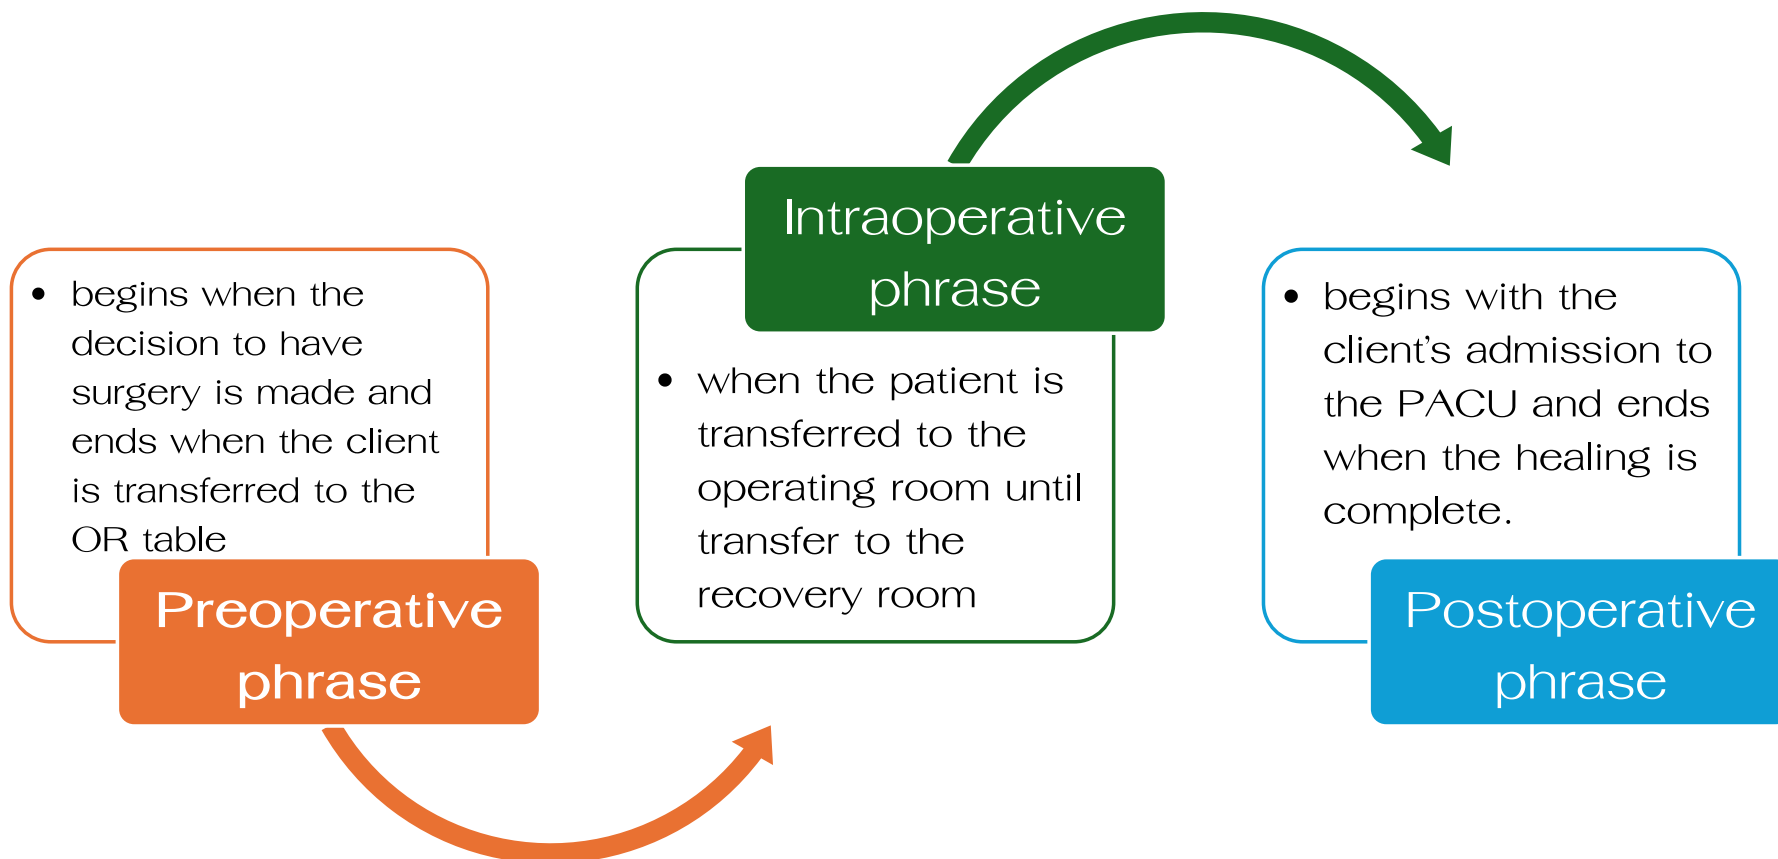 • begins when the
decision to have
surgery is made and
ends when the client
is transferred to the
OR table
Preoperative
phrase
Intraoperative
phrase
• when the patient is
transferred to the
operating room until
transfer to the
recovery room
• begins with the
client’s admission to
the PACU and ends
when the healing is
complete.
Postoperative
phrase